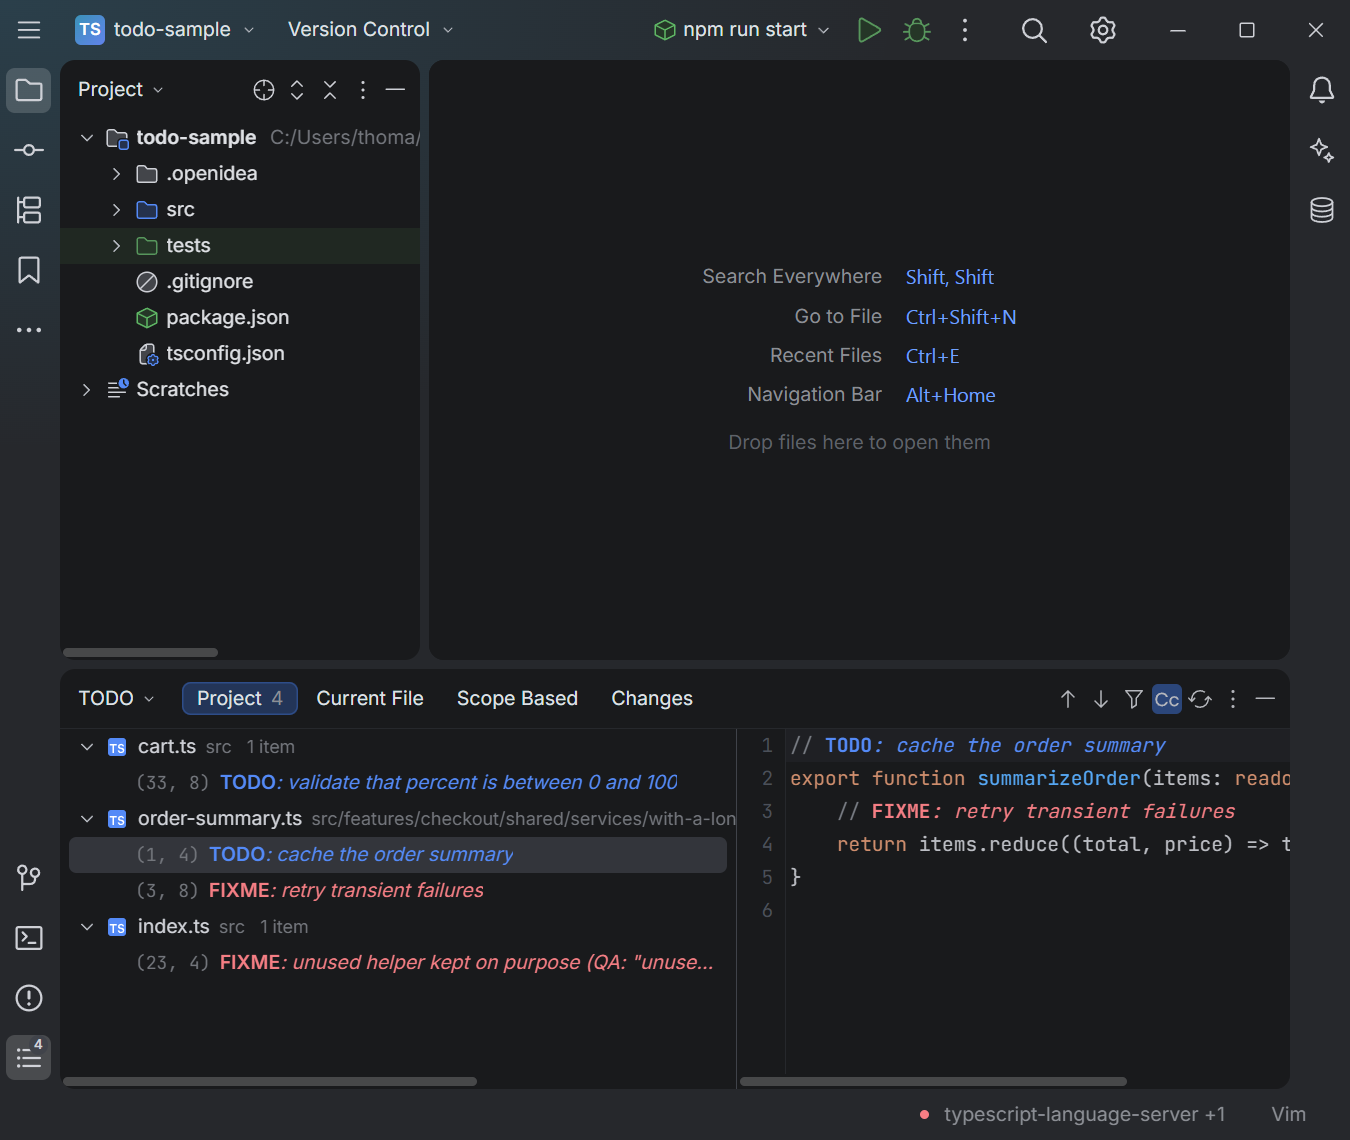 TS todo-sample Version Control npm run start
Project
todo-sample C:/Users/thoma/
.openidea
src
tests
.gitignore
package.json
tsconfig.json
Scratches
Search Everywhere Shift, Shift
Go to File Ctrl+Shift+N
Recent Files Ctrl+E
Navigation Bar Alt+Home
Drop files here to open them
TODO Project 4 Current File Scope Based Changes Cc
TS cart.ts src 1 item
(33, 8) TODO: validate that percent is between 0 and 100
TS order-summary.ts src/features/checkout/shared/services/with-a-lon
(1, 4) TODO: cache the order summary
(3, 8) FIXME: retry transient failures
TS index.ts src 1 item
(23, 4) FIXME: unused helper kept on purpose (QA: "unuse...
1 // TODO: cache the order summary
2 export function summarizeOrder(items: reado
3 // FIXME: retry transient failures
4 return items.reduce((total, price) => t
5 }
6
4
typescript-language-server +1 Vim